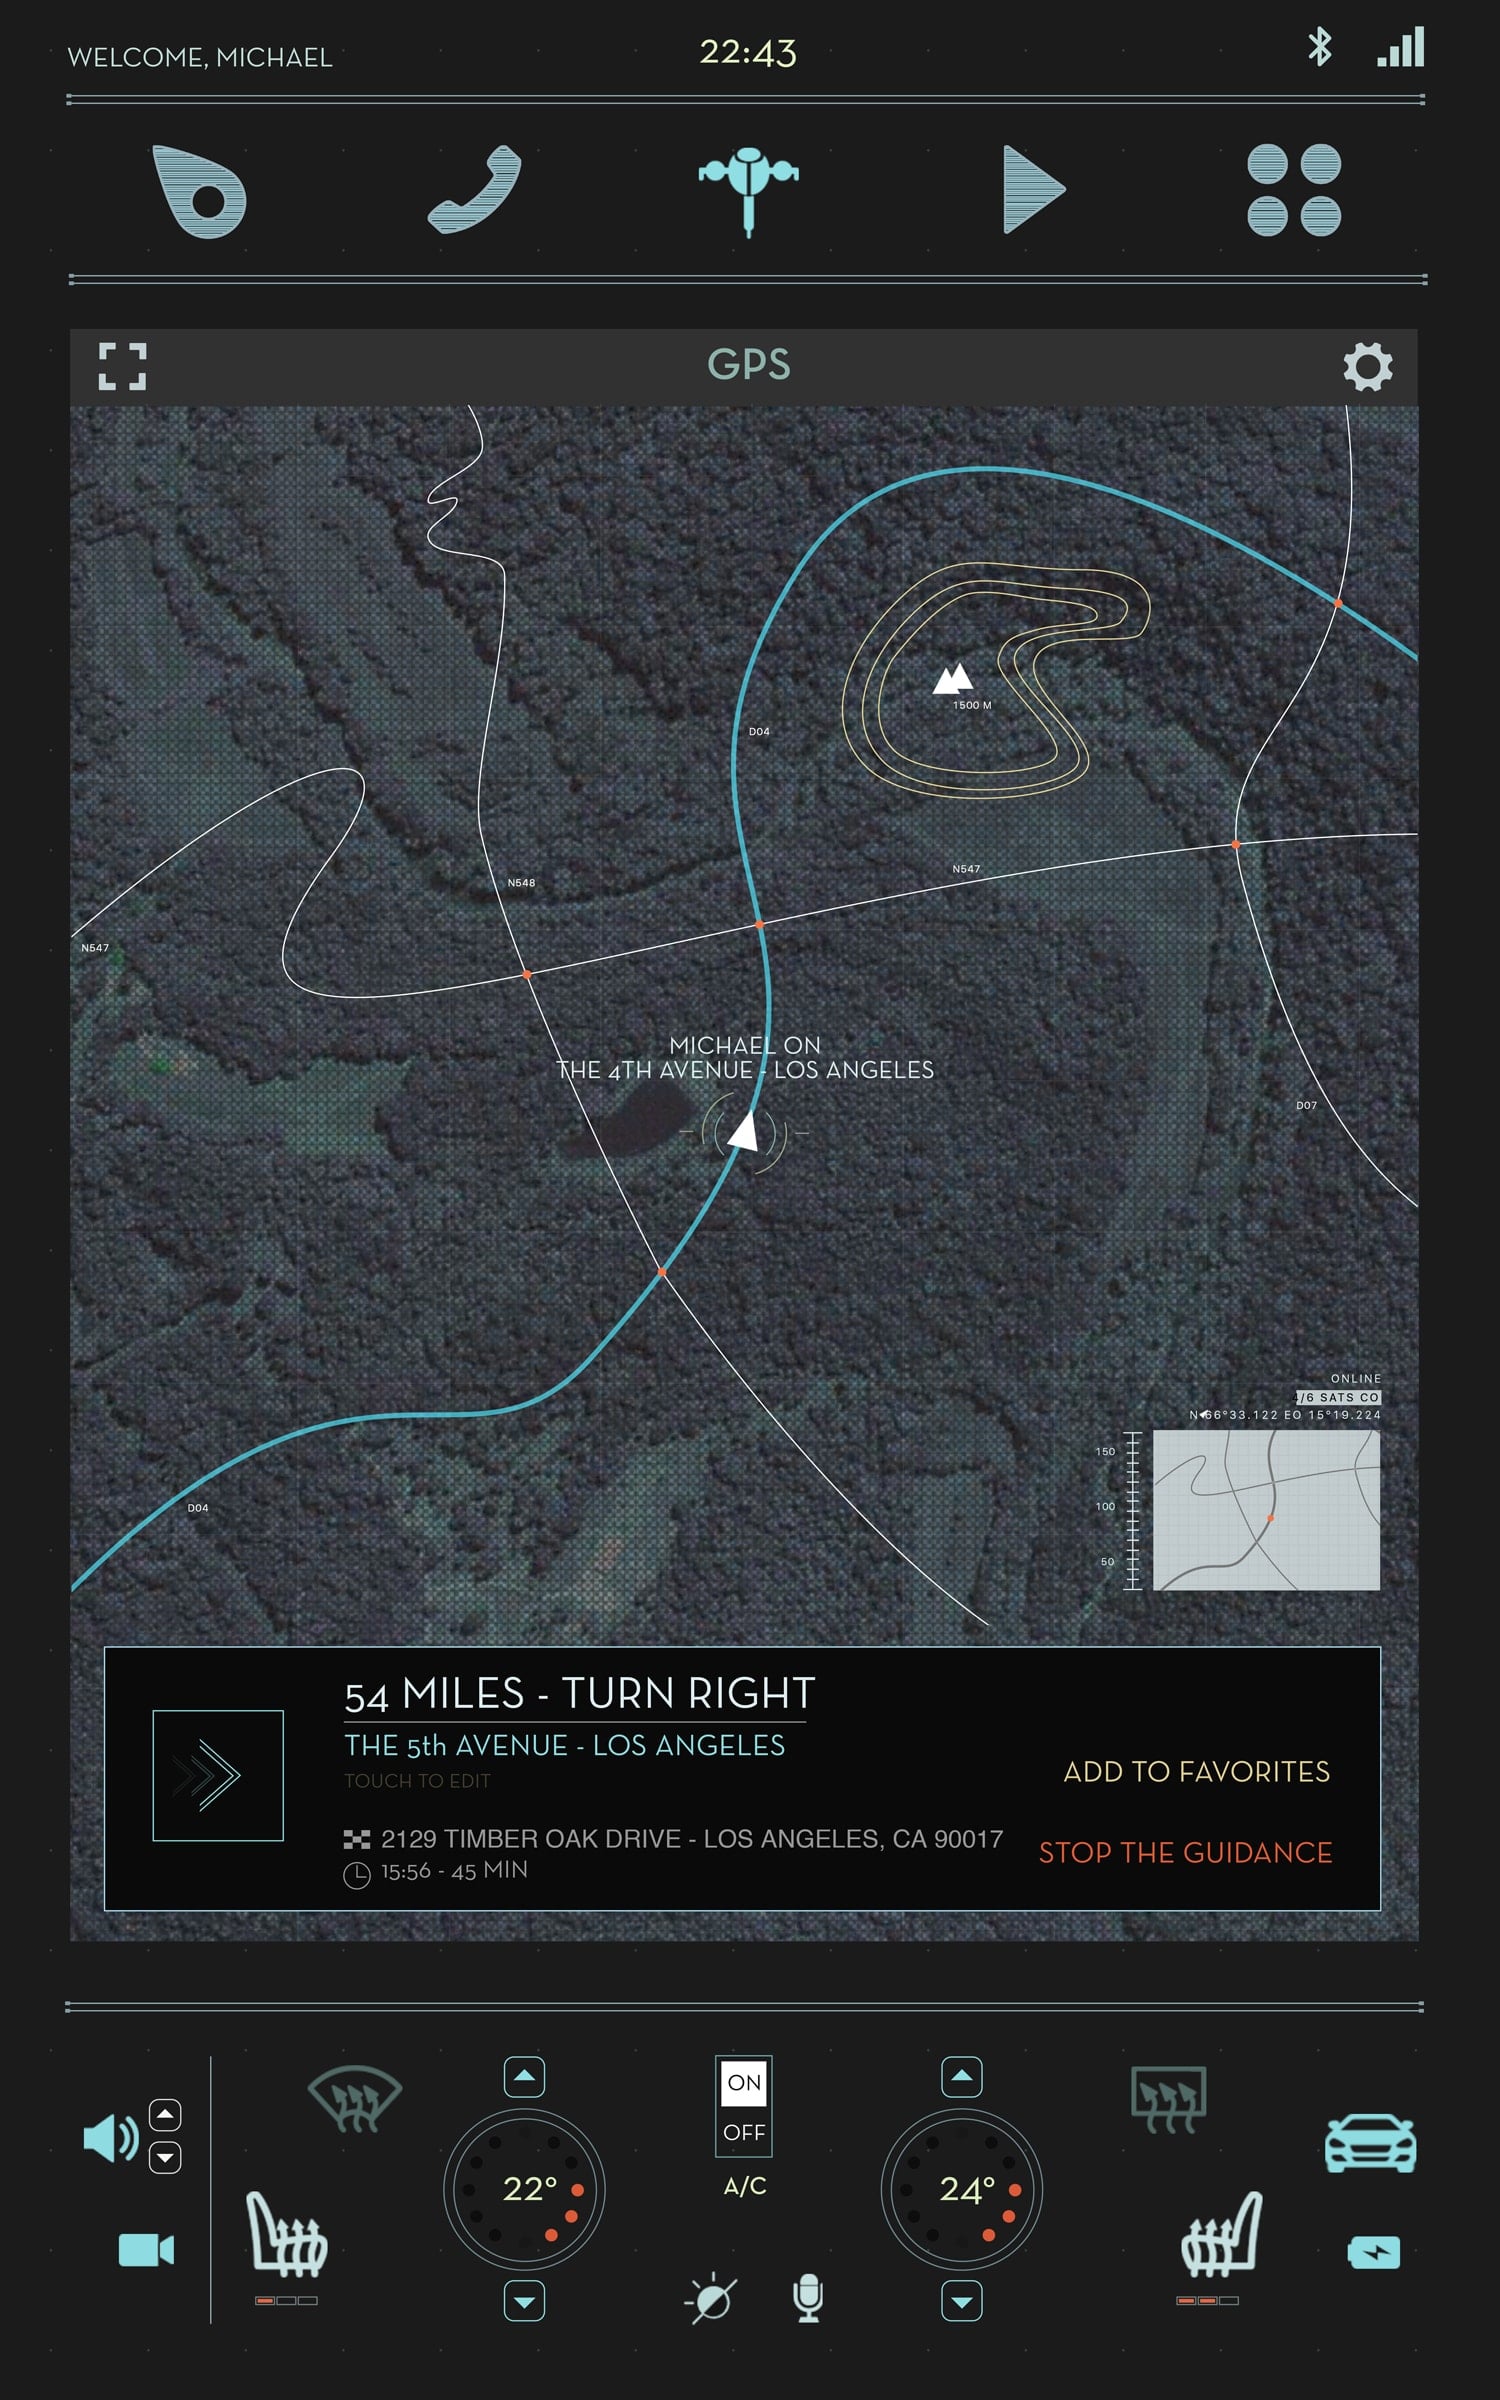 WELCOME, MICHAEL
22:43
GPS
1500 M
D04
N547
N548
N547
MICHAEL ON
THE 4TH AVENUE - LOS ANGELES
D07
ONLINE
4/6 SATS CO
N 66°33.122 EO 15°19.224
150
100
50
D04
54 MILES - TURN RIGHT
THE 5th AVENUE - LOS ANGELES
TOUCH TO EDIT
ADD TO FAVORITES
2129 TIMBER OAK DRIVE - LOS ANGELES, CA 90017
STOP THE GUIDANCE
15:56 - 45 MIN
ON
OFF
22°
24°
A/C